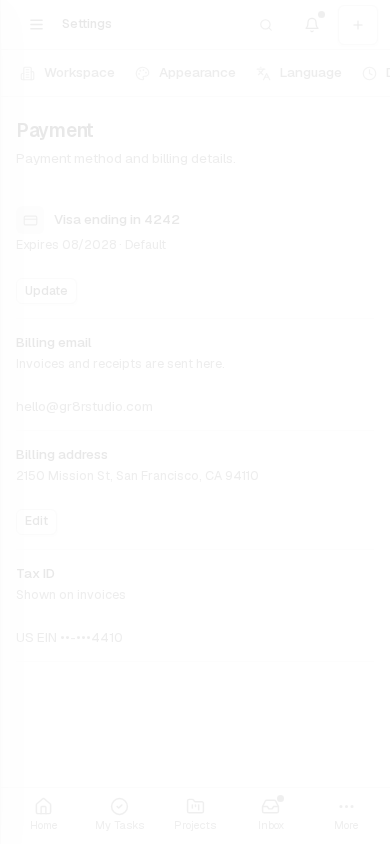 Settings
Workspace
Appearance
Language
Payment
Payment method and billing details.
Visa ending in 4242
Expires 08/2028 · Default
Update
Billing email
Invoices and receipts are sent here.
hello@gr8rstudio.com
Billing address
2150 Mission St, San Francisco, CA 94110
Edit
Tax ID
Shown on invoices
US EIN ••-•••4410
Home
My Tasks
Projects
Inbox
More